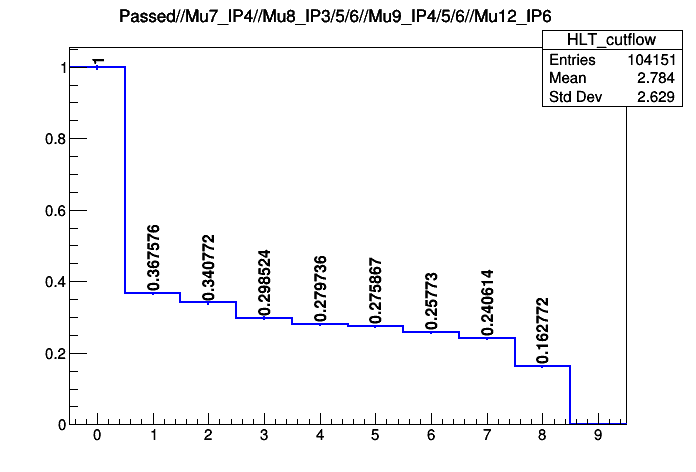 Passed//Mu7_IP4//Mu8_IP3/5/6//Mu9_IP4/5/6//Mu12_IP6
HLT_cutflow
Entries 104151
Mean 2.784
Std Dev 2.629
1
0.8
0.6
0.4
0.2
0
1
0.367576
0.340772
0.298524
0.279736
0.275867
0.25773
0.240614
0.162772
0 1 2 3 4 5 6 7 8 9